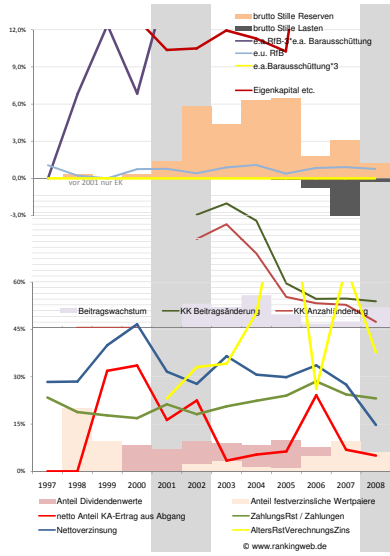 12,0%
brutto Stille Reserven
brutto Stille Lasten
e.a.RfB-3*e.a. Barausschüttung
e.u. RfB
9,0%
e.a.Barausschüttung*3
Eigenkapital etc.
6,0%
3,0%
0,0%
vor 2001 nur EK
-3,0%
60%
Beitragswachstum KK Beitragsänderung KK Anzahländerung
45%
30%
15%
0%
1997 1998 1999 2000 2001 2002 2003 2004 2005 2006 2007 2008
Anteil Dividendenwerte Anteil festverzinsliche Wertpaiere
netto Anteil KA-Ertrag aus Abgang ZahlungsRst / Zahlungen
Nettoverzinsung AltersRstVerechnungsZins
© www.rankingweb.de